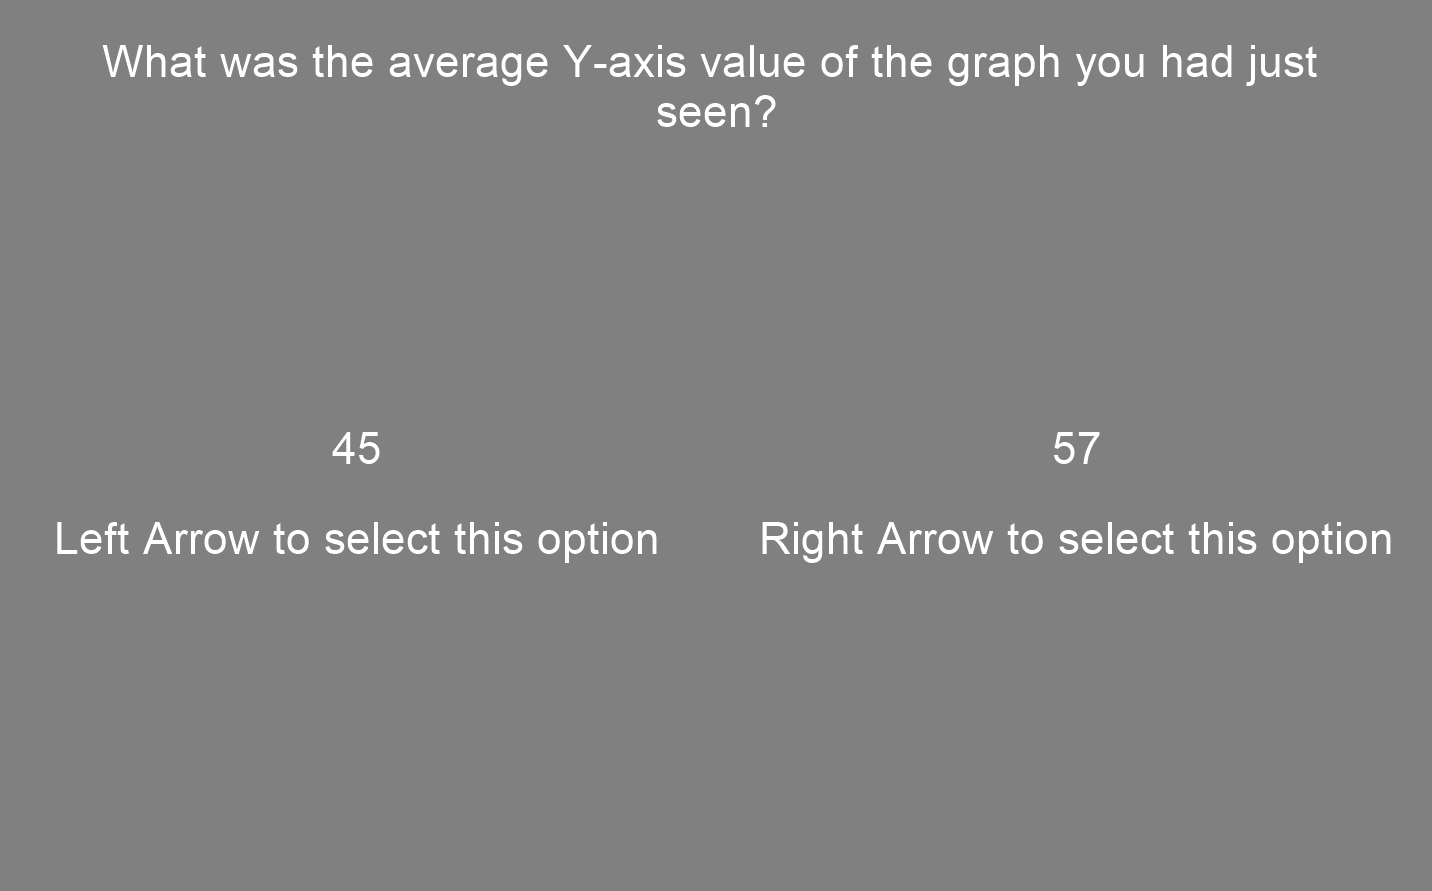 What was the average Y-axis value of the graph you had just
seen?
45
57
Left Arrow to select this option
Right Arrow to select this option